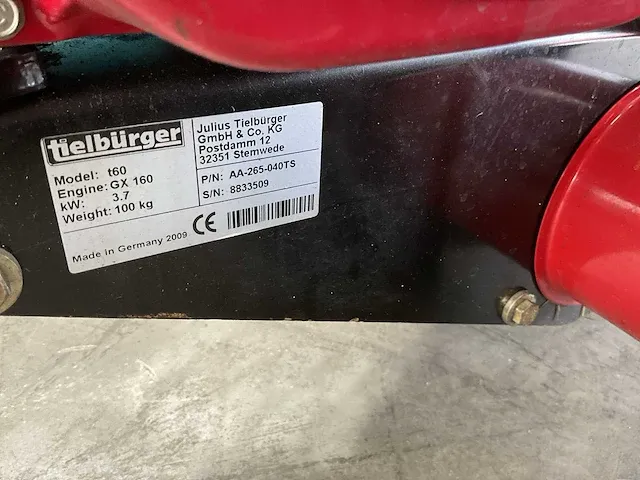 tielbürger
Model: t60
Engine: GX 160
kW: 3.7
Weight: 100 kg
Made in Germany 2009
Julius Tielbürger
GmbH & Co. KG
Postdamm 12
32351 Stemwede
P/N: AA-265-040TS
S/N: 8833509
CE